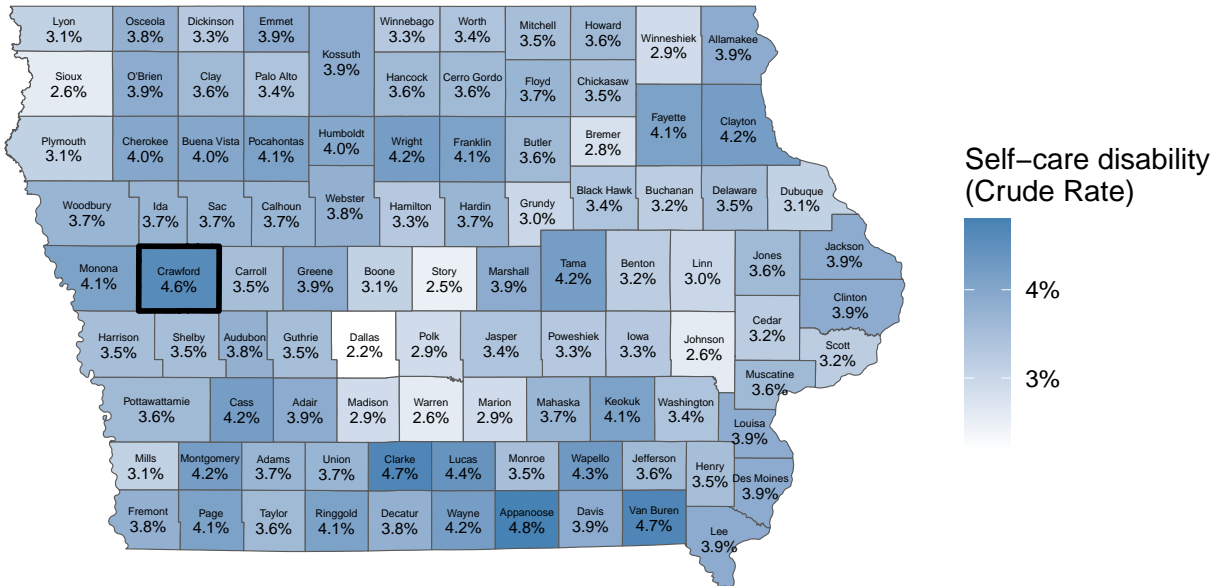 Lyon
3.1%
Osceola
3.8%
Dickinson
3.3%
Emmet
3.9%
Kossuth
3.9%
Winnebago
3.3%
Worth
3.4%
Mitchell
3.5%
Howard
3.6%
Winneshiek
2.9%
Allamakee
3.9%
Sioux
2.6%
O'Brien
3.9%
Clay
3.6%
Palo Alto
3.4%
Hancock
3.6%
Cerro Gordo
3.6%
Floyd
3.7%
Chickasaw
3.5%
Fayette
4.1%
Clayton
4.2%
Plymouth
3.1%
Cherokee
4.0%
Buena Vista
4.0%
Pocahontas
4.1%
Humboldt
4.0%
Wright
4.2%
Franklin
4.1%
Butler
3.6%
Bremer
2.8%
Woodbury
3.7%
Ida
3.7%
Sac
3.7%
Calhoun
3.7%
Webster
3.8%
Hamilton
3.3%
Hardin
3.7%
Grundy
3.0%
Black Hawk
3.4%
Buchanan
3.2%
Delaware
3.5%
Dubuque
3.1%
Monona
4.1%
Crawford
4.6%
Carroll
3.5%
Greene
3.9%
Boone
3.1%
Story
2.5%
Marshall
3.9%
Tama
4.2%
Benton
3.2%
Linn
3.0%
Jones
3.6%
Jackson
3.9%
Clinton
3.9%
Harrison
3.5%
Shelby
3.5%
Audubon
3.8%
Guthrie
3.5%
Dallas
2.2%
Polk
2.9%
Jasper
3.4%
Poweshiek
3.3%
Iowa
3.3%
Johnson
2.6%
Cedar
3.2%
Scott
3.2%
Muscatine
3.6%
Pottawattamie
3.6%
Cass
4.2%
Adair
3.9%
Madison
2.9%
Warren
2.6%
Marion
2.9%
Mahaska
3.7%
Keokuk
4.1%
Washington
3.4%
Louisa
3.9%
Mills
3.1%
Montgomery
4.2%
Adams
3.7%
Union
3.7%
Clarke
4.7%
Lucas
4.4%
Monroe
3.5%
Wapello
4.3%
Jefferson
3.6%
Henry
3.5%
Des Moines
3.9%
Fremont
3.8%
Page
4.1%
Taylor
3.6%
Ringgold
4.1%
Decatur
3.8%
Wayne
4.2%
Appanoose
4.8%
Davis
3.9%
Van Buren
4.7%
Lee
3.9%
Self−care disability
(Crude Rate)
4%
3%